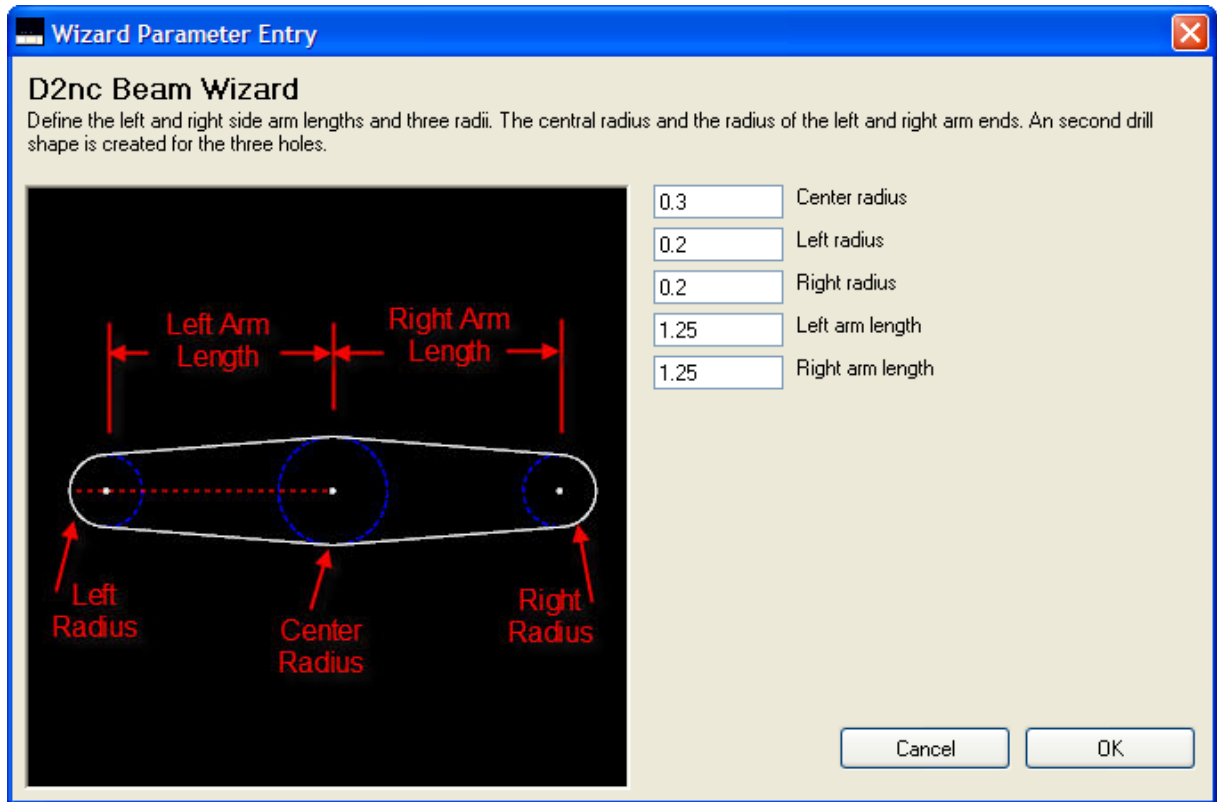 Wizard Parameter Entry
D2nc Beam Wizard
Define the left and right side arm lengths and three radii. The central radius and the radius of the left and right arm ends. An second drill
shape is created for the three holes.
0.3 Center radius
0.2 Left radius
0.2 Right radius
1.25 Left arm length
1.25 Right arm length
Left Arm
Length
Right Arm
Length
Left
Radius
Center
Radius
Right
Radius
Cancel
OK